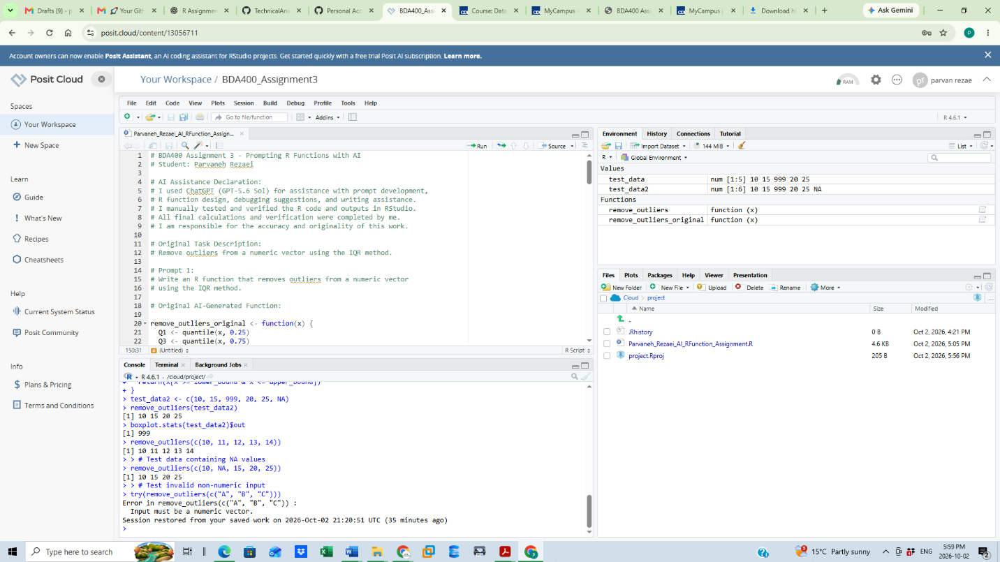 Drafts (9) - p
Your GitH
R Assignmen
TechnicalAna
Personal Acc
BDA400_Assi
Course: Data
MyCampus -
BDA400 Assi
MyCampus |
Download hi
Ask Gemini
posit.cloud/content/13056711
Account owners can now enable Posit Assistant, an AI coding assistant for RStudio projects. Get started quickly with a free trial Posit AI subscription. Learn more.
Posit Cloud
Your Workspace / BDA400_Assignment3
RAM
pr
parvan rezae
Spaces
Your Workspace
New Space
Learn
Guide
What's New
Recipes
Cheatsheets
Help
Current System Status
Posit Community
Info
Plans & Pricing
Terms and Conditions
File Edit Code View Plots Session Build Debug Profile Tools Help
Go to file/function
Addins
R 4.6.1
Parvaneh_Rezaei_AI_RFunction_Assign...
Run
Source
1 # BDA400 Assignment 3 - Prompting R Functions with AI
2 # Student: Parvaneh Rezaei
3
4 # AI Assistance Declaration:
5 # I used ChatGPT (GPT-5.6 Sol) for assistance with prompt development,
6 # R function design, debugging suggestions, and writing assistance.
7 # I manually tested and verified the R code and outputs in RStudio.
8 # All final calculations and verification were completed by me.
9 # I am responsible for the accuracy and originality of this work.
10
11 # Original Task Description:
12 # Remove outliers from a numeric vector using the IQR method.
13
14 # Prompt 1:
15 # Write an R function that removes outliers from a numeric vector
16 # using the IQR method.
17
18 # Original AI-Generated Function:
19
20 remove_outliers_original <- function(x) {
21 Q1 <- quantile(x, 0.25)
22 Q3 <- quantile(x, 0.75)
150:31 (Untitled) R Script
Console Terminal Background Jobs
R 4.6.1 · /cloud/project/
+ return(x[x >= lower_bound & x <= upper_bound])
+ }
> test_data2 <- c(10, 15, 999, 20, 25, NA)
> remove_outliers(test_data2)
[1] 10 15 20 25
> boxplot.stats(test_data2)$out
[1] 999
> remove_outliers(c(10, 11, 12, 13, 14))
[1] 10 11 12 13 14
> > # Test data containing NA values
> remove_outliers(c(10, NA, 15, 20, 25))
[1] 10 15 20 25
> > # Test invalid non-numeric input
> try(remove_outliers(c("A", "B", "C")))
Error in remove_outliers(c("A", "B", "C")) :
Input must be a numeric vector.
Session restored from your saved work on 2026-Oct-02 21:20:51 UTC (35 minutes ago)
>
Environment History Connections Tutorial
Import Dataset 144 MiB List
R Global Environment
Values
test_data num [1:5] 10 15 999 20 25
test_data2 num [1:6] 10 15 999 20 25 NA
Functions
remove_outliers function (x)
remove_outliers_original function (x)
Files Plots Packages Help Viewer Presentation
New Folder New File Upload Delete Rename More
Cloud project
Name Size Modified
..
.Rhistory 0 B Oct 2, 2026, 4:21 PM
Parvaneh_Rezaei_AI_RFunction_Assignment.R 4.6 KB Oct 2, 2026, 5:05 PM
project.Rproj 205 B Oct 2, 2026, 5:56 PM
Type here to search
15°C Partly sunny
ENG
5:59 PM
2026-10-02
2